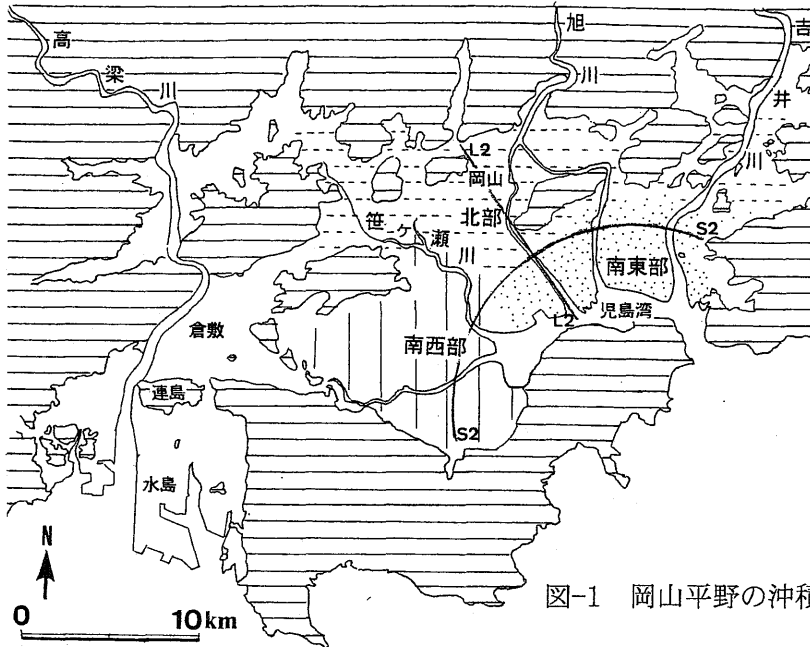 高梁川
旭川
吉井川
L2
岡山
北部
笹ヶ瀬川
S2
南東部
児島湾
L2
倉敷
南西部
連島
S2
水島
N
0 10km
図-1 岡山平野の沖積